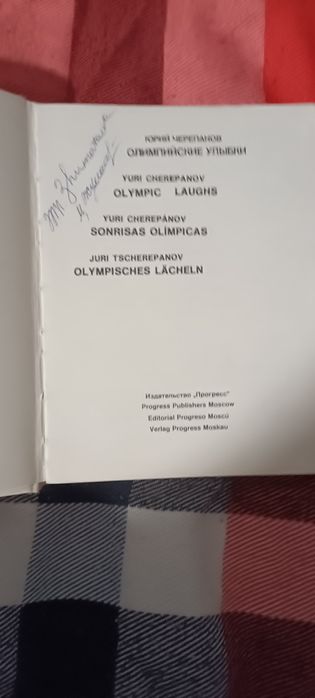 ЮРИЙ ЧЕРЕПАНОВ
ОЛИМПИЙСКИЕ УЛЫБКИ
YURI CHEREPANOV
OLYMPIC LAUGHS
YURI CHEREPÁNOV
SONRISAS OLÍMPICAS
JURI TSCHEREPANOV
OLYMPISCHES LÄCHELN
Издательство „Прогресс"
Progress Publishers Moscow
Editorial Progreso Moscú
Verlag Progress Moskau